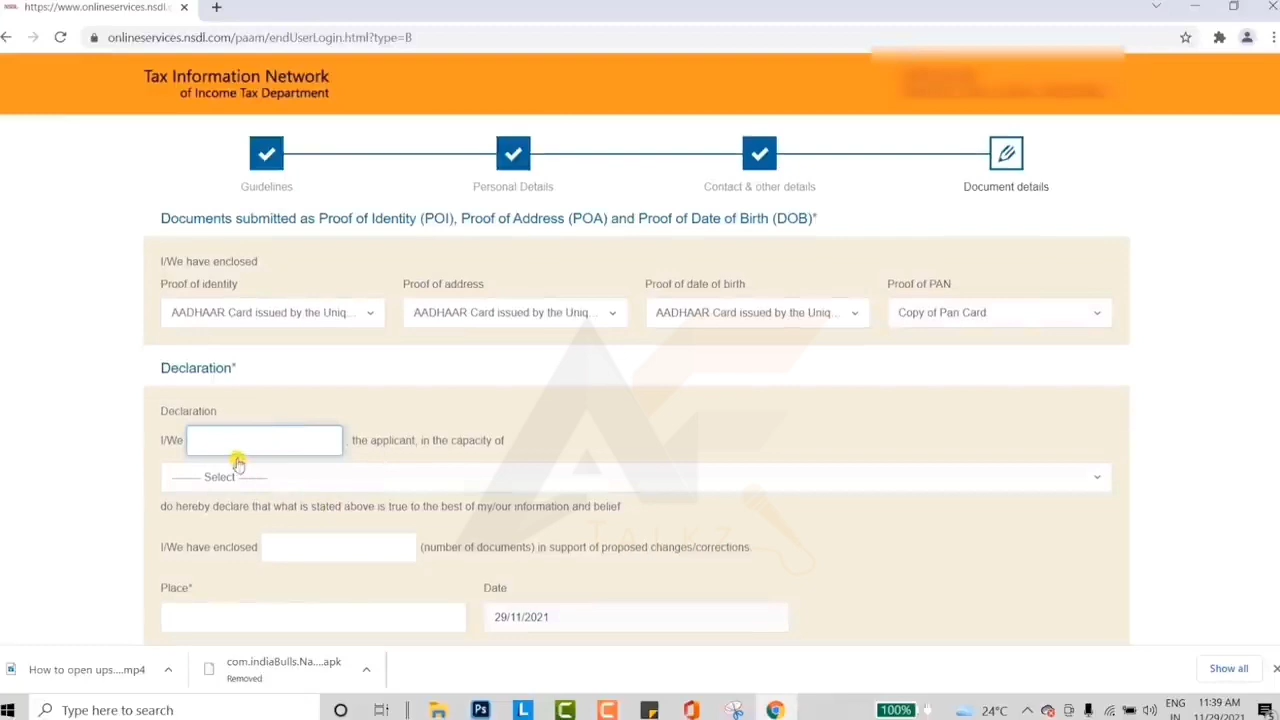 https://www.onlineservices.nsdl.c
onlineservices.nsdl.com/paam/endUserLogin.html?type=B
Tax Information Network
of Income Tax Department
Guidelines
Personal Details
Contact & other details
Document details
Documents submitted as Proof of Identity (POI), Proof of Address (POA) and Proof of Date of Birth (DOB)*
I/We have enclosed
Proof of identity Proof of address Proof of date of birth Proof of PAN
AADHAAR Card issued by the Uniq... AADHAAR Card issued by the Uniq... AADHAAR Card issued by the Uniq... Copy of Pan Card
Declaration*
Declaration
I/We , the applicant, in the capacity of
-------- Select --------
do hereby declare that what is stated above is true to the best of my/our information and belief
TALKZ
I/We have enclosed (number of documents) in support of proposed changes/corrections.
Place* Date
29/11/2021
How to open ups....mp4
com.indiaBulls.Na....apk
Removed
Show all
Type here to search
100%
24°C
ENG
IN
11:39 AM